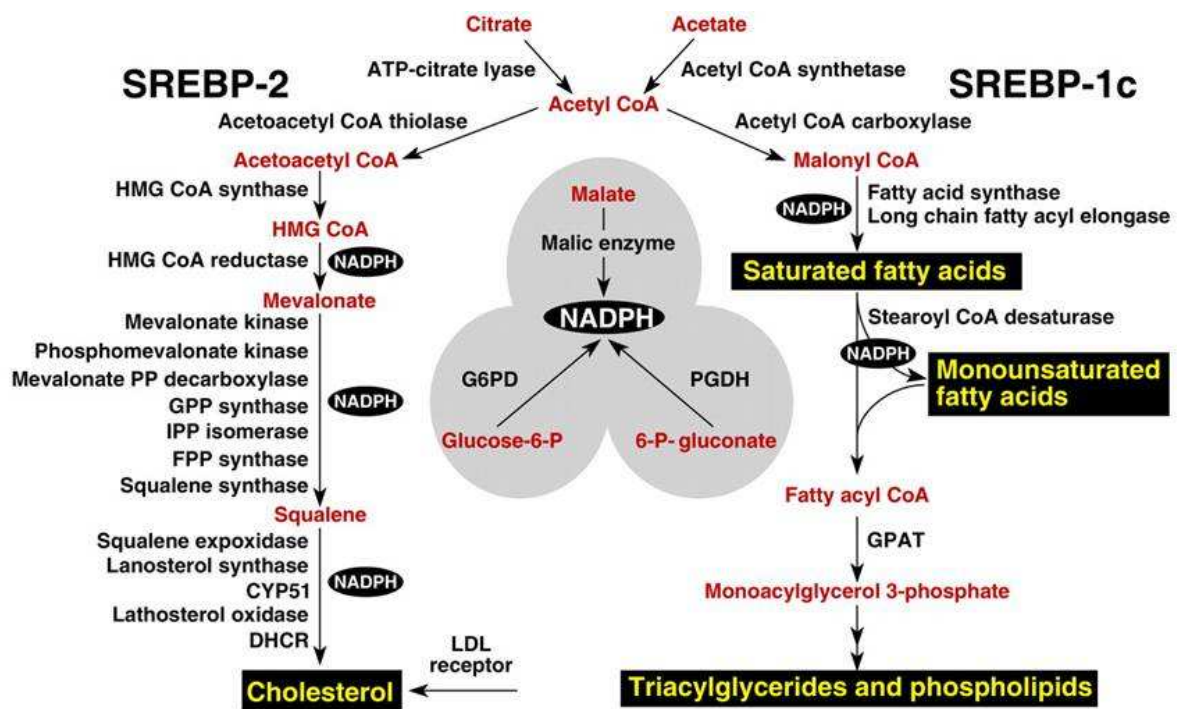 Citrate
Acetate
ATP-citrate lyase
Acetyl CoA synthetase
SREBP-2
SREBP-1c
Acetyl CoA
Acetoacetyl CoA thiolase
Acetyl CoA carboxylase
Acetoacetyl CoA
HMG CoA synthase
HMG CoA
HMG CoA reductase
NADPH
Mevalonate
Mevalonate kinase
Phosphomevalonate kinase
Mevalonate PP decarboxylase
GPP synthase
NADPH
IPP isomerase
FPP synthase
Squalene synthase
Squalene
Squalene expoxidase
Lanosterol synthase
CYP51
NADPH
Lathosterol oxidase
DHCR
Cholesterol
LDL
receptor
Malate
Malic enzyme
NADPH
G6PD
PGDH
Glucose-6-P
6-P-gluconate
Malonyl CoA
NADPH
Fatty acid synthase
Long chain fatty acyl elongase
Saturated fatty acids
Stearoyl CoA desaturase
NADPH
Monounsaturated
fatty acids
Fatty acyl CoA
GPAT
Monoacylglycerol 3-phosphate
Triacylglycerides and phospholipids